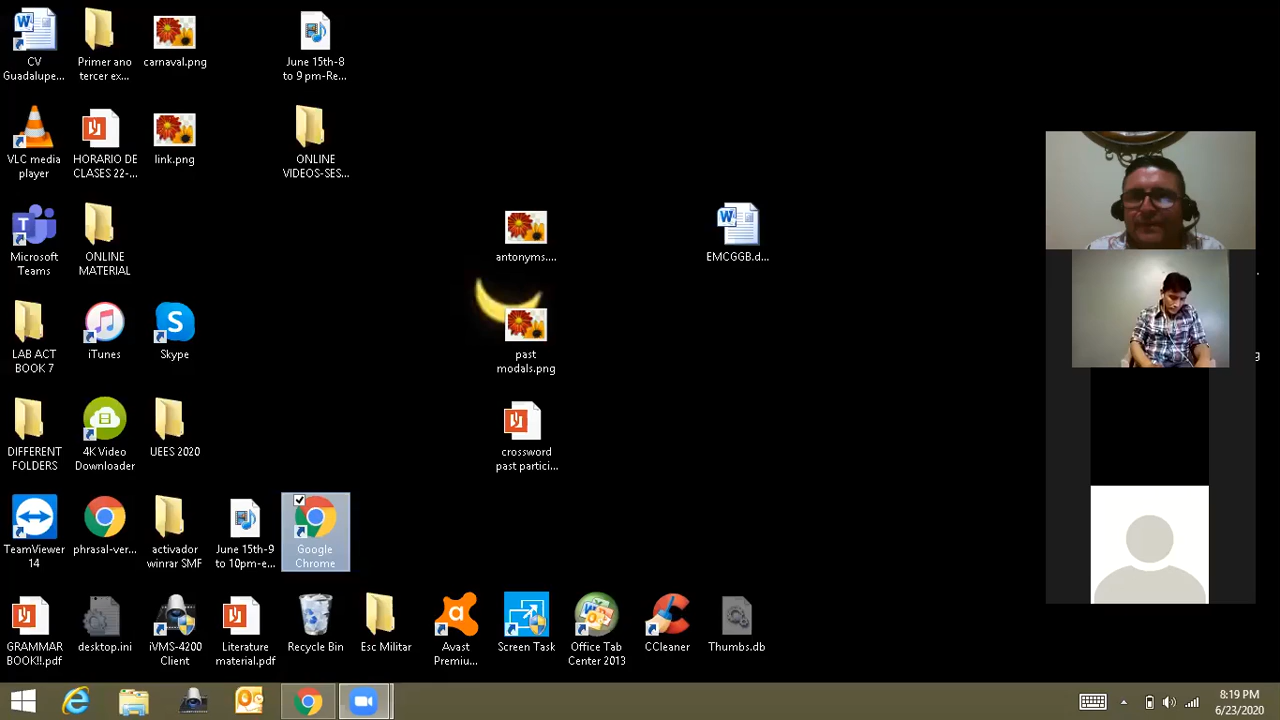 CV
Guadalupe...
Primer ano
tercer ex...
carnaval.png
June 15th-8
to 9 pm-Re...
VLC media
player
HORARIO DE
CLASES 22-...
link.png
ONLINE
VIDEOS-SES...
Microsoft
Teams
ONLINE
MATERIAL
antonyms....
EMCGGB.d...
LAB ACT
BOOK 7
iTunes
Skype
past
modals.png
DIFFERENT
FOLDERS
4K Video
Downloader
UEES 2020
crossword
past partici...
TeamViewer
14
phrasal-ver...
activador
winrar SMF
June 15th-9
to 10pm-e...
Google
Chrome
GRAMMAR
BOOK!!.pdf
desktop.ini
iVMS-4200
Client
Literature
material.pdf
Recycle Bin
Esc Militar
Avast
Premiu...
Screen Task
Office Tab
Center 2013
CCleaner
Thumbs.db
8:19 PM
6/23/2020